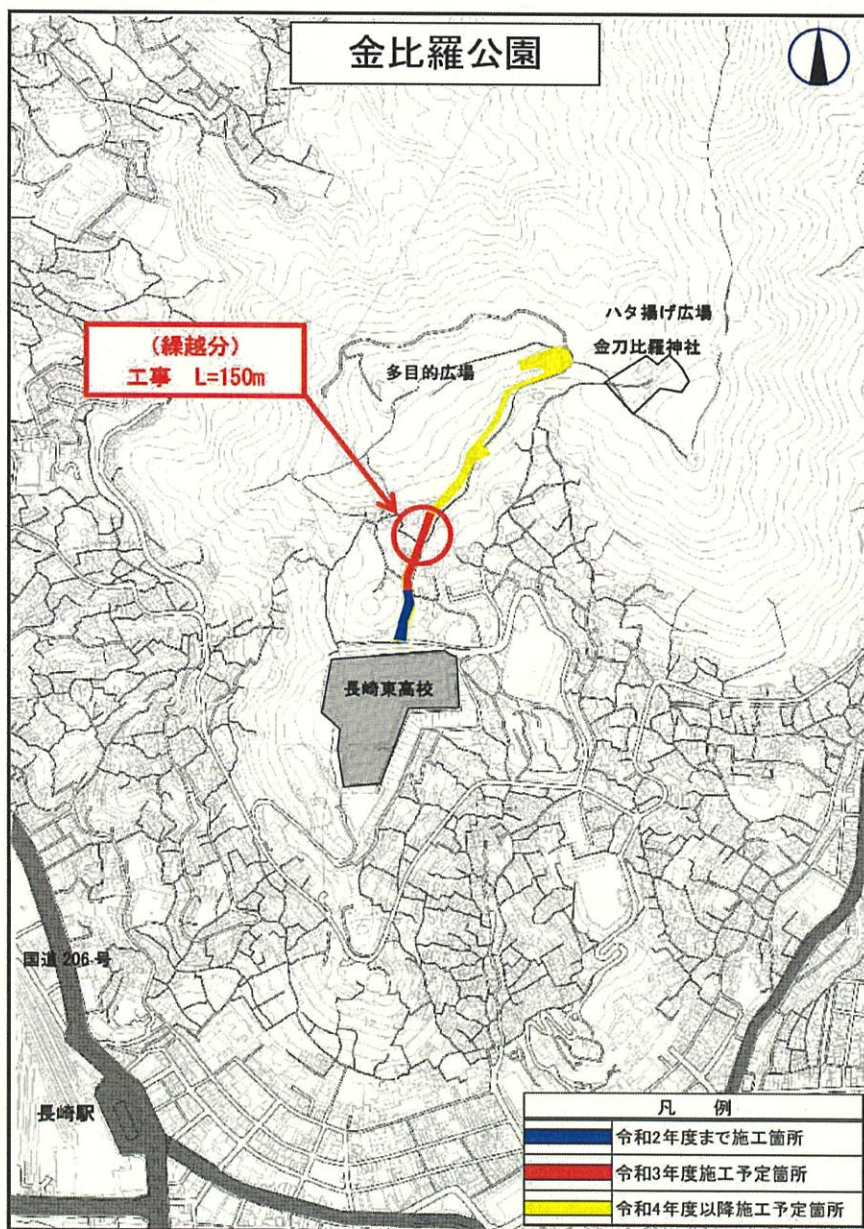 金比羅公園
ハタ揚げ広場
金刀比羅神社
(繰越分)
工事 L=150m
多目的広場
長崎東高校
国道206号
長崎駅
凡 例
令和2年度まで施工箇所
令和3年度施工予定箇所
令和4年度以降施工予定箇所